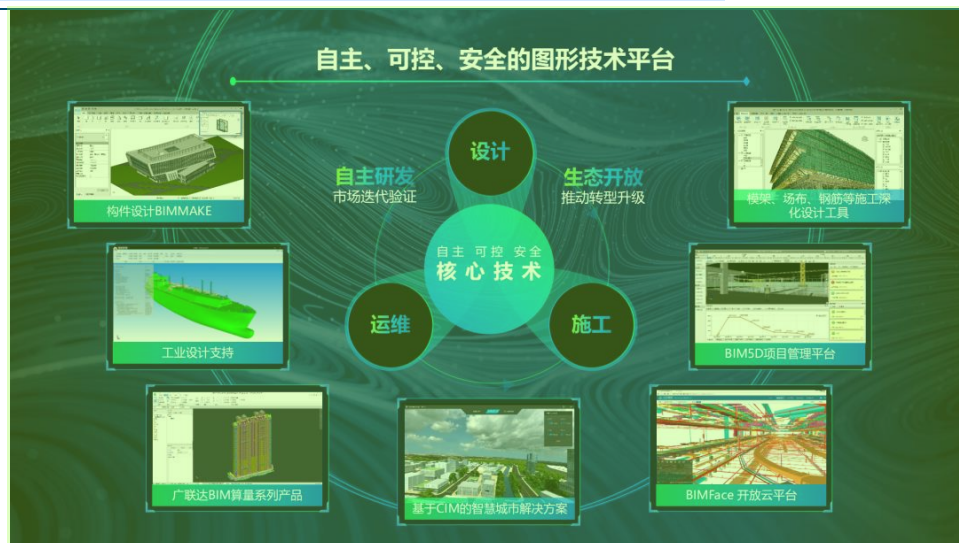 自主、可控、安全的图形技术平台
设计
自主研发
市场迭代验证
生态开放
推动转型升级
构件设计BIMMAKE
模架、场布、钢筋等施工深
化设计工具
自主 可控 安全
核心技术
运维
施工
工业设计支持
BIM5D项目管理平台
广联达BIM算量系列产品
基于CIM的智慧城市解决方案
BIMFace 开放云平台